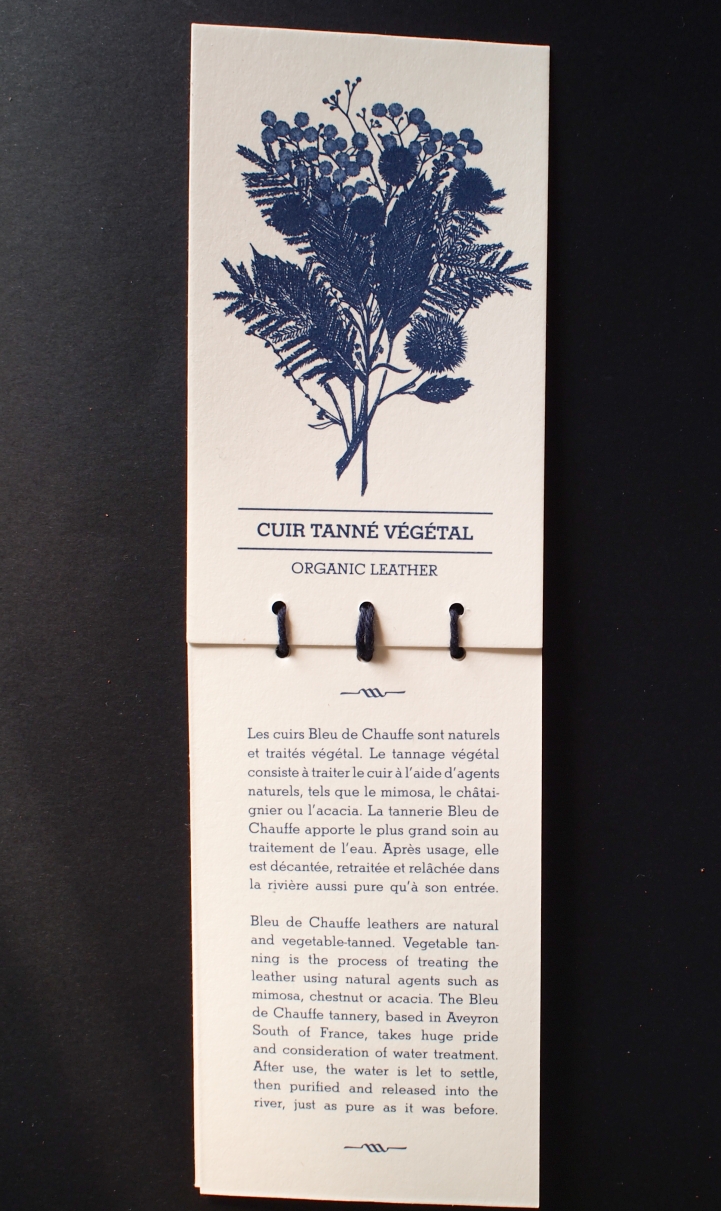 CUIR TANNÉ VÉGÉTAL
ORGANIC LEATHER
Les cuirs Bleu de Chauffe sont naturels
et traités végétal. Le tannage végétal
consiste à traiter le cuir à l'aide d'agents
naturels, tels que le mimosa, le châtai-
gnier ou l'acacia. La tannerie Bleu de
Chauffe apporte le plus grand soin au
traitement de l'eau. Après usage, elle
est décantée, retraitée et relâchée dans
la rivière aussi pure qu'à son entrée.
Bleu de Chauffe leathers are natural
and vegetable-tanned. Vegetable tan-
ning is the process of treating the
leather using natural agents such as
mimosa, chestnut or acacia. The Bleu
de Chauffe tannery, based in Aveyron
South of France, takes huge pride
and consideration of water treatment.
After use, the water is let to settle,
then purified and released into the
river, just as pure as it was before.